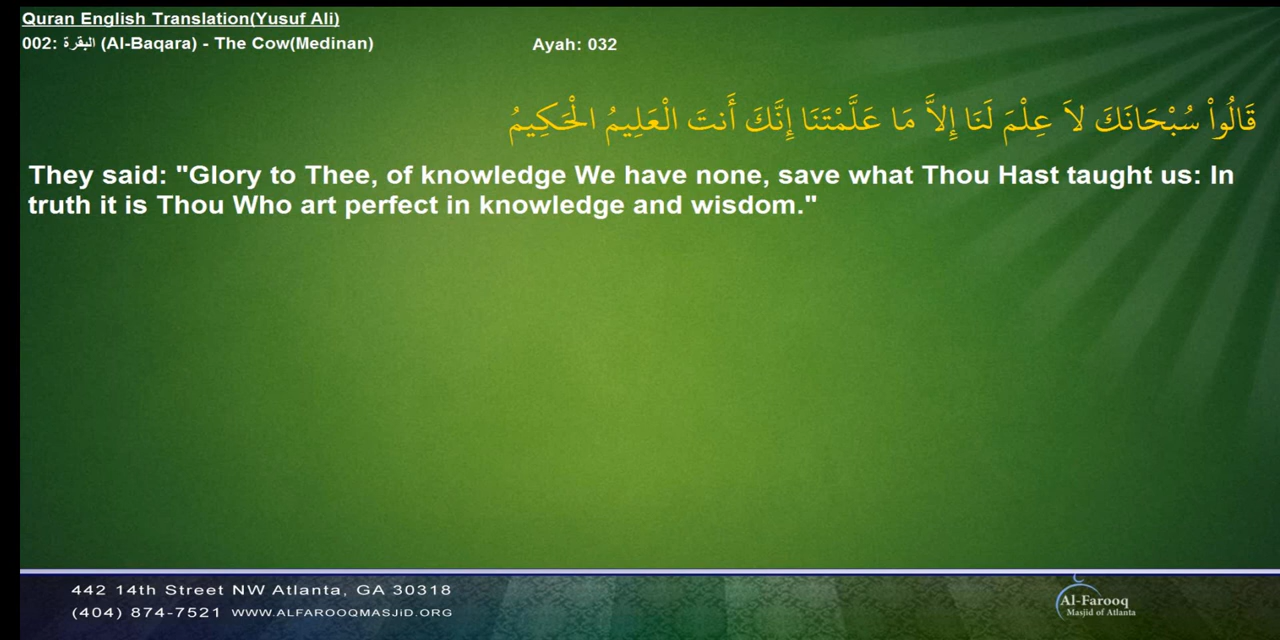 Quran English Translation(Yusuf Ali)
002: البقرة (Al-Baqara) - The Cow(Medinan) Ayah: 032
قَالُواْ سُبْحَانَكَ لاَ عِلْمَ لَنَا إِلاَّ مَا عَلَّمْتَنَا إِنَّكَ أَنتَ الْعَلِيمُ الْحَكِيمُ
They said: "Glory to Thee, of knowledge We have none, save what Thou Hast taught us: In
truth it is Thou Who art perfect in knowledge and wisdom."
442 14th Street NW Atlanta, GA 30318
(404) 874-7521 WWW.ALFAROOQMASJiD.ORG
Al-Farooq
Masjid of Atlanta